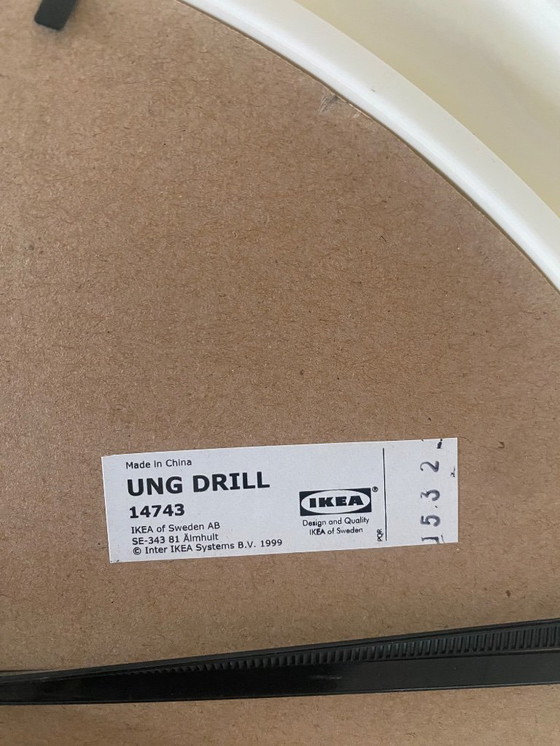 Made in China
UNG DRILL
14743
IKEA of Sweden AB
SE-343 81 Älmhult
© Inter IKEA Systems B.V. 1999
IKEA®
Design and Quality
IKEA of Sweden
PQR
15.3 2